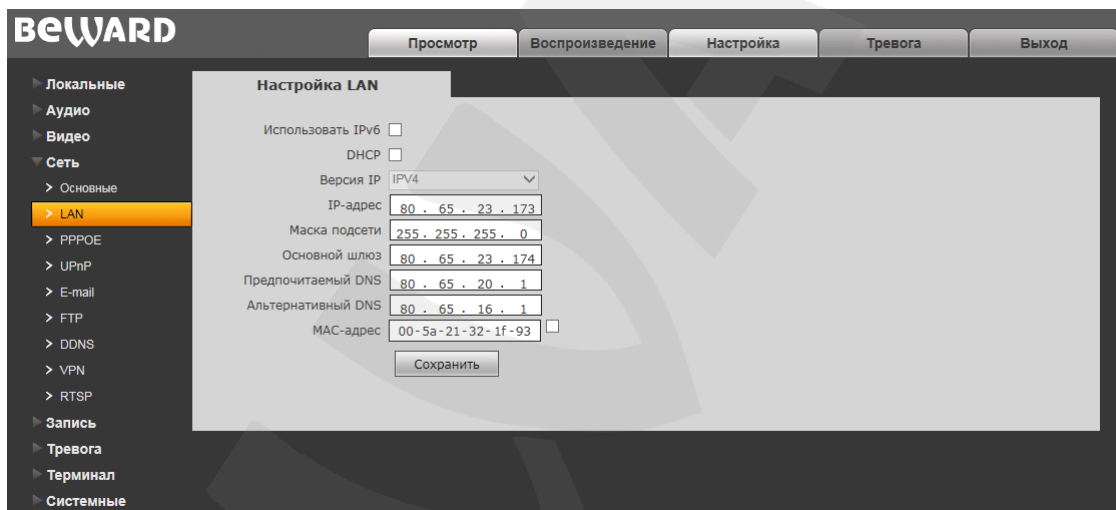 BEWARD
Просмотр Воспроизведение Настройка Тревога Выход
Локальные
Аудио
Видео
Сеть
Основные
LAN
PPPOE
UPnP
E-mail
FTP
DDNS
VPN
RTSP
Запись
Тревога
Терминал
Системные
Настройка LAN
Использовать IPv6
DHCP
Версия IP IPV4
IP-адрес 80 . 65 . 23 . 173
Маска подсети 255 . 255 . 255 . 0
Основной шлюз 80 . 65 . 23 . 174
Предпочитаемый DNS 80 . 65 . 20 . 1
Альтернативный DNS 80 . 65 . 16 . 1
MAC-адрес 00-5a-21-32-1f-93
Сохранить